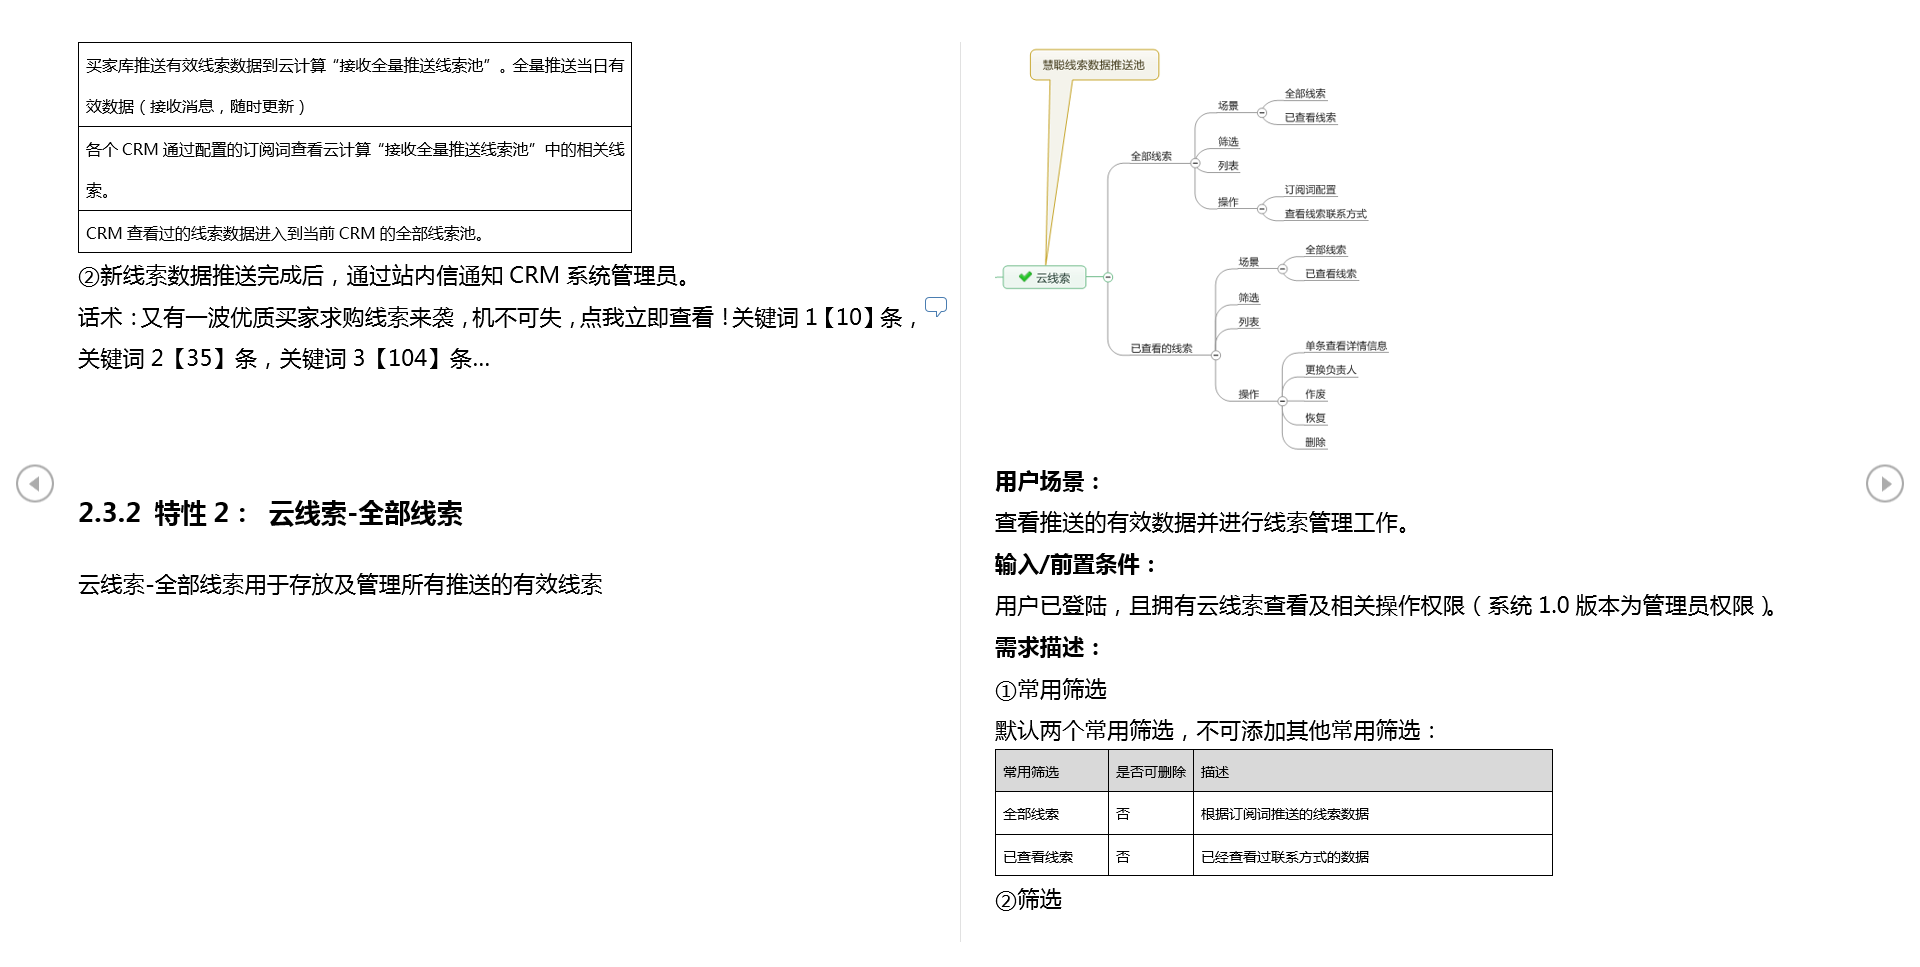 买家库推送有效线索数据到云计算“接收全量推送线索池”。全量推送当日有
效数据（接收消息，随时更新）
各个 CRM 通过配置的订阅词查看云计算“接收全量推送线索池”中的相关线
索。
CRM 查看过的线索数据进入到当前 CRM 的全部线索池。
②新线索数据推送完成后，通过站内信通知 CRM 系统管理员。
话术：又有一波优质买家求购线索来袭，机不可失，点我立即查看！关键词 1【10】条，
关键词 2【35】条，关键词 3【104】条...
2.3.2 特性 2： 云线索-全部线索
云线索-全部线索用于存放及管理所有推送的有效线索
慧聪线索数据推送池
云线索
全部线索
场景
全部线索
已查看线索
筛选
列表
操作
订阅词配置
查看线索联系方式
已查看的线索
场景
全部线索
已查看线索
筛选
列表
操作
单条查看详情信息
更换负责人
作废
恢复
删除
用户场景：
查看推送的有效数据并进行线索管理工作。
输入/前置条件：
用户已登陆，且拥有云线索查看及相关操作权限（系统 1.0 版本为管理员权限）。
需求描述：
①常用筛选
默认两个常用筛选，不可添加其他常用筛选：
常用筛选 是否可删除 描述
全部线索 否 根据订阅词推送的线索数据
已查看线索 否 已经查看过联系方式的数据
②筛选